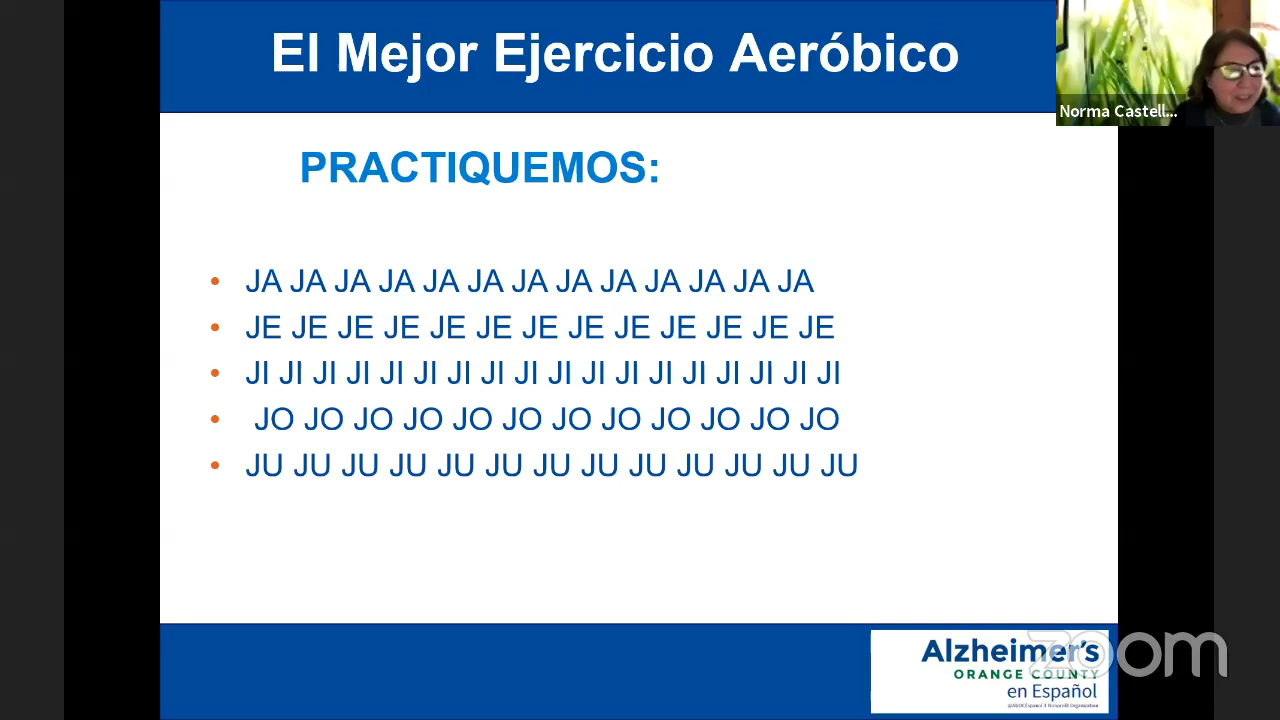 El Mejor Ejercicio Aeróbico
Norma Castell...
PRACTIQUEMOS:
• JA JA JA JA JA JA JA JA JA JA JA JA JA
• JE JE JE JE JE JE JE JE JE JE JE JE JE
• JI JI JI JI JI JI JI JI JI JI JI JI JI JI JI JI JI JI
• JO JO JO JO JO JO JO JO JO JO JO JO
• JU JU JU JU JU JU JU JU JU JU JU JU JU
Alzheimer's
ORANGE COUNTY
en Español
zoom